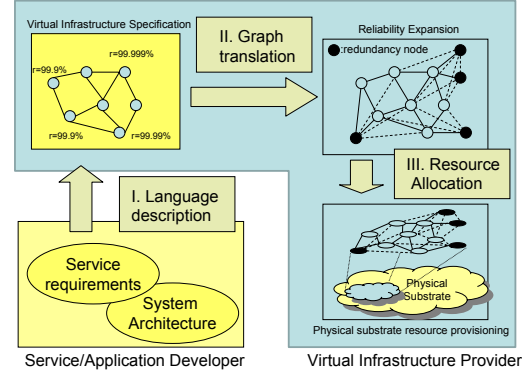 Virtual Infrastructure Specification
r=99.999%
r=99.9%
r=99.9%
r=99.99%
II. Graph
translation
Reliability Expansion
:redundancy node
I. Language
description
III. Resource
Allocation
Service
requirements
System
Architecture
Physical
Substrate
Physical substrate resource provisioning
Service/Application Developer
Virtual Infrastructure Provider